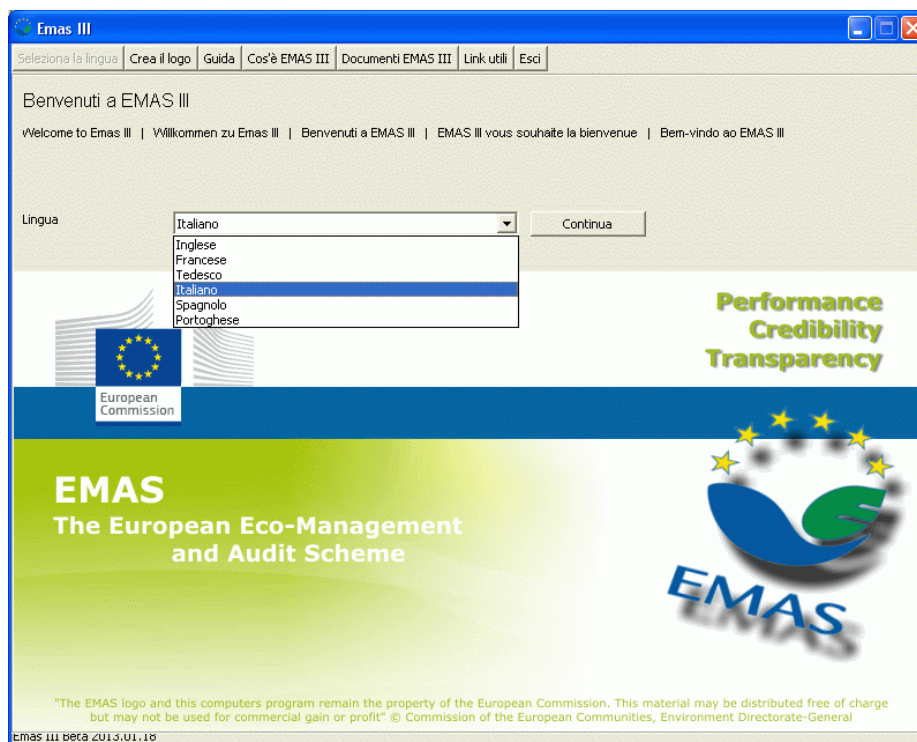 Emas III
Seleziona la lingua Crea il logo Guida Cos'è EMAS III Documenti EMAS III Link utili Esci
Benvenuti a EMAS III
Welcome to Emas III | Willkommen zu Emas III | Benvenuti a EMAS III | EMAS III vous souhaite la bienvenue | Bem-vindo ao EMAS III
Lingua Italiano Continua
Inglese
Francese
Tedesco
Italiano
Spagnolo
Portoghese
Performance
Credibility
Transparency
European
Commission
EMAS
The European Eco-Management
and Audit Scheme
EMAS
"The EMAS logo and this computers program remain the property of the European Commission. This material may be distributed free of charge
but may not be used for commercial gain or profit" © Commission of the European Communities, Environment Directorate-General
Emas III Beta 2013.01.18